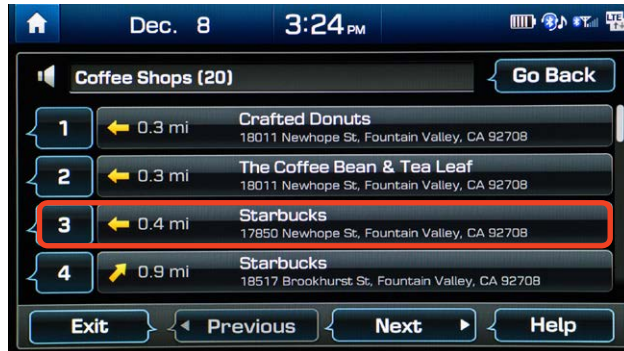 Dec. 8 3:24 PM LTE
Coffee Shops (20) Go Back
1 0.3 mi Crafted Donuts
18011 Newhope St, Fountain Valley, CA 92708
2 0.3 mi The Coffee Bean & Tea Leaf
18011 Newhope St, Fountain Valley, CA 92708
3 0.4 mi Starbucks
17850 Newhope St, Fountain Valley, CA 92708
4 0.9 mi Starbucks
18517 Brookhurst St, Fountain Valley, CA 92708
Exit Previous Next Help